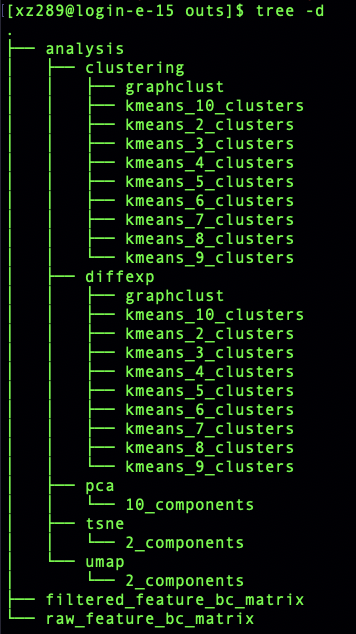 [[xz289@login-e-15 outs]$ tree -d
.
├── analysis
│   ├── clustering
│   │   ├── graphclust
│   │   ├── kmeans_10_clusters
│   │   ├── kmeans_2_clusters
│   │   ├── kmeans_3_clusters
│   │   ├── kmeans_4_clusters
│   │   ├── kmeans_5_clusters
│   │   ├── kmeans_6_clusters
│   │   ├── kmeans_7_clusters
│   │   ├── kmeans_8_clusters
│   │   └── kmeans_9_clusters
│   ├── diffexp
│   │   ├── graphclust
│   │   ├── kmeans_10_clusters
│   │   ├── kmeans_2_clusters
│   │   ├── kmeans_3_clusters
│   │   ├── kmeans_4_clusters
│   │   ├── kmeans_5_clusters
│   │   ├── kmeans_6_clusters
│   │   ├── kmeans_7_clusters
│   │   ├── kmeans_8_clusters
│   │   └── kmeans_9_clusters
│   ├── pca
│   │   └── 10_components
│   ├── tsne
│   │   └── 2_components
│   └── umap
│       └── 2_components
├── filtered_feature_bc_matrix
└── raw_feature_bc_matrix